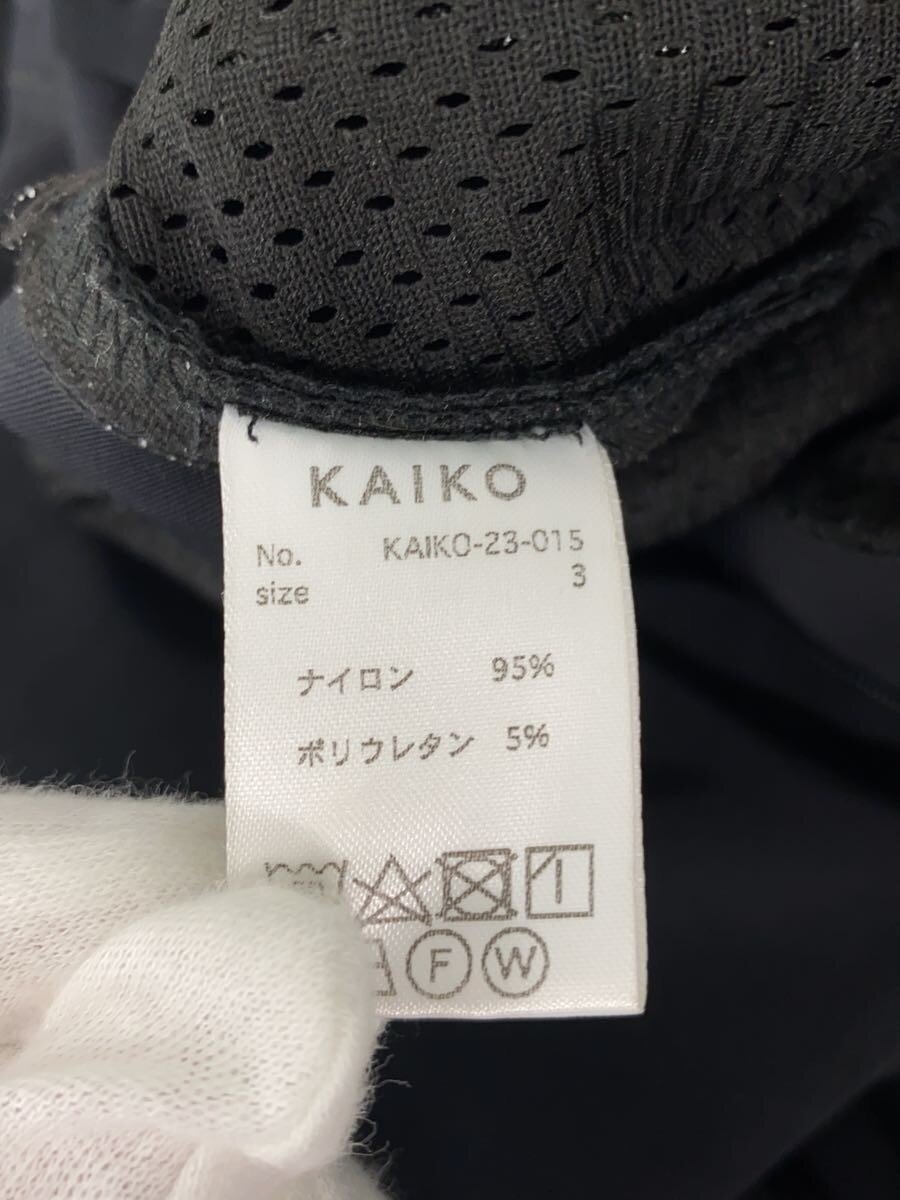 KAIKO
No. KAIKO-23-015
size 3
ナイロン 95%
ポリウレタン 5%
F W